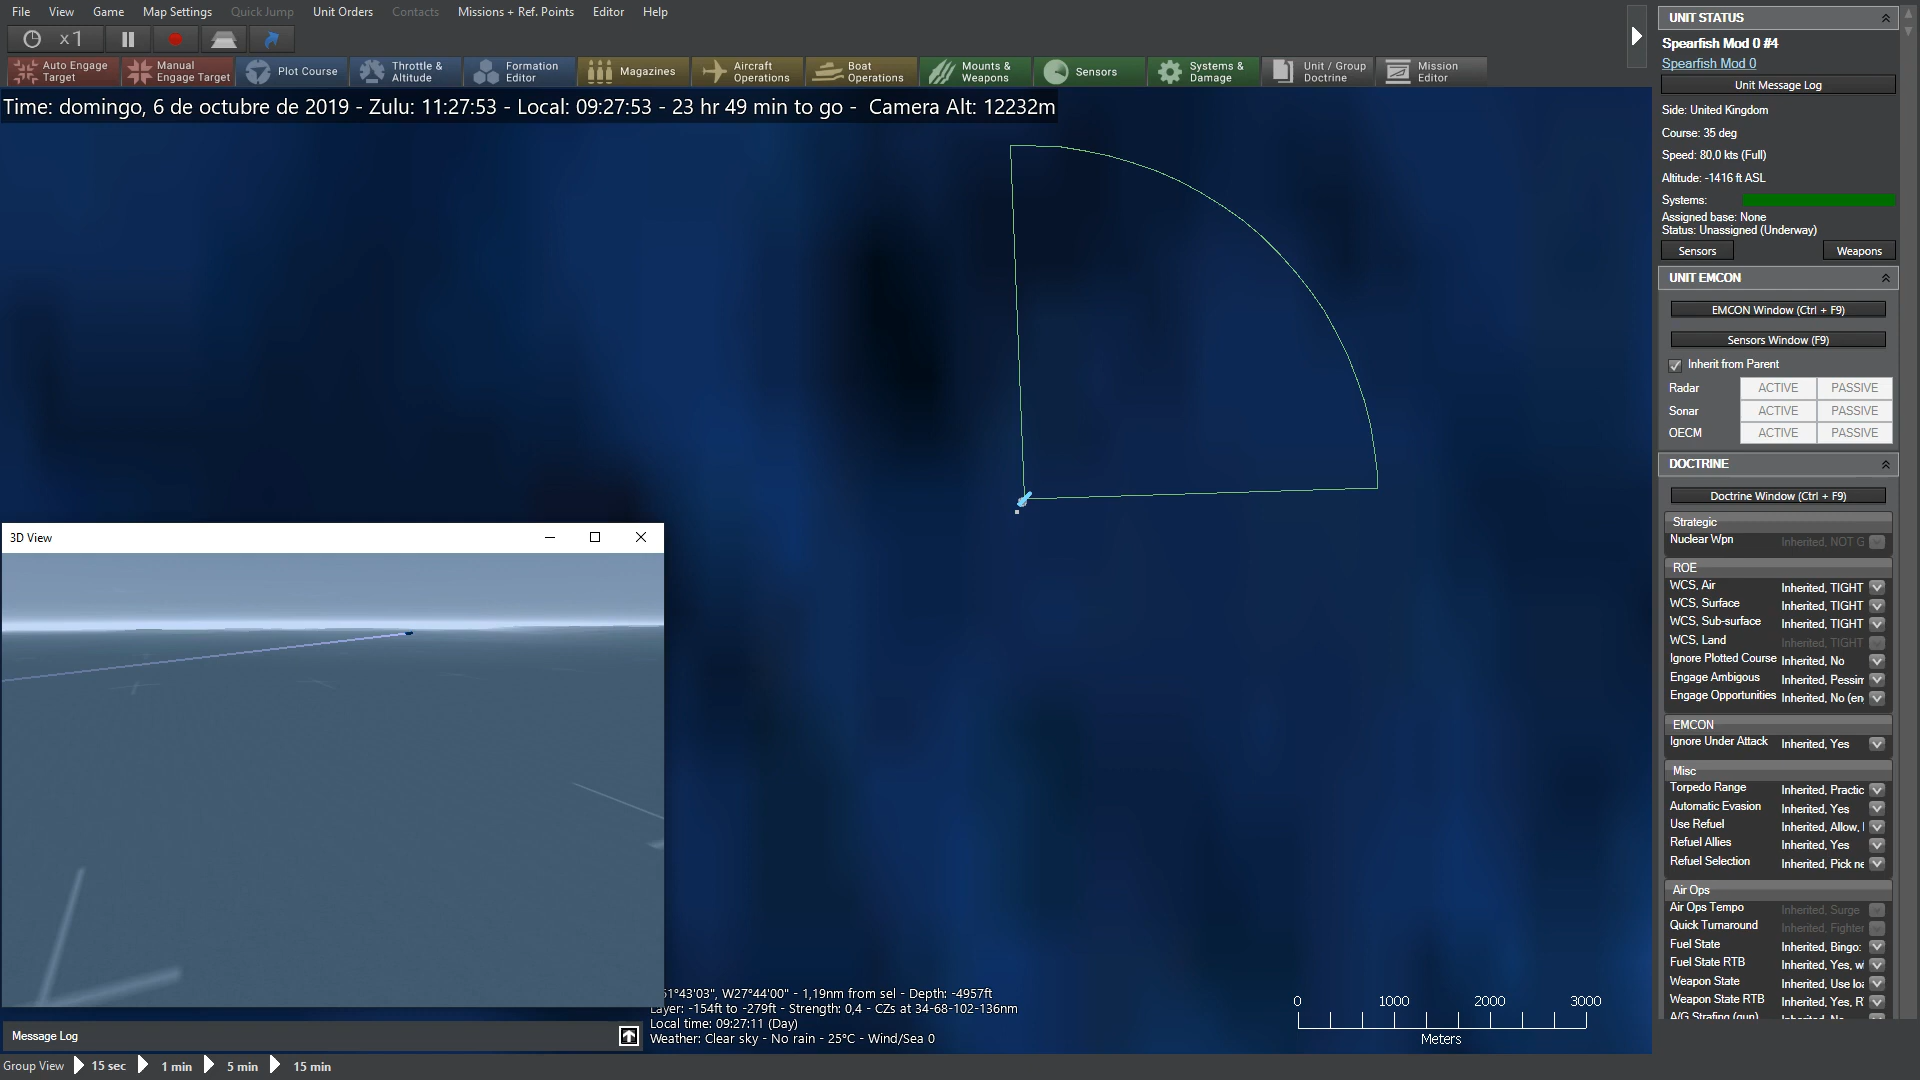 File View Game Map Settings Quick Jump Unit Orders Contacts Missions + Ref. Points Editor Help
x1
Auto Engage Target
Manual Engage Target
Plot Course
Throttle & Altitude
Formation Editor
Magazines
Aircraft Operations
Boat Operations
Mounts & Weapons
Sensors
Systems & Damage
Unit / Group Doctrine
Mission Editor
Time: domingo, 6 de octubre de 2019 - Zulu: 11:27:53 - Local: 09:27:53 - 23 hr 49 min to go - Camera Alt: 12232m
3D View
51°43'03", W27°44'00" - 1,19nm from sel - Depth: -4957ft
Layer: -154ft to -279ft - Strength: 0,4 - CZs at 34-68-102-136nm
Local time: 09:27:11 (Day)
Weather: Clear sky - No rain - 25°C - Wind/Sea 0
0 1000 2000 3000
Meters
Message Log
Group View 15 sec 1 min 5 min 15 min
UNIT STATUS
Spearfish Mod 0 #4
Spearfish Mod 0
Unit Message Log
Side: United Kingdom
Course: 35 deg
Speed: 80,0 kts (Full)
Altitude: -1416 ft ASL
Systems:
Assigned base: None
Status: Unassigned (Underway)
Sensors Weapons
UNIT EMCON
EMCON Window (Ctrl + F9)
Sensors Window (F9)
Inherit from Parent
Radar ACTIVE PASSIVE
Sonar ACTIVE PASSIVE
OECM ACTIVE PASSIVE
DOCTRINE
Doctrine Window (Ctrl + F9)
Strategic
Nuclear Wpn Inherited, NOT G
ROE
WCS, Air Inherited, TIGHT
WCS, Surface Inherited, TIGHT
WCS, Sub-surface Inherited, TIGHT
WCS, Land Inherited, TIGHT
Ignore Plotted Course Inherited, No
Engage Ambigous Inherited, Pessim
Engage Opportunities Inherited, No (en
EMCON
Ignore Under Attack Inherited, Yes
Misc
Torpedo Range Inherited, Practic
Automatic Evasion Inherited, Yes
Use Refuel Inherited, Allow,
Refuel Allies Inherited, Yes
Refuel Selection Inherited, Pick ne
Air Ops
Air Ops Tempo Inherited, Surge
Quick Turnaround Inherited, Fighter
Fuel State Inherited, Bingo:
Fuel State RTB Inherited, Yes, w
Weapon State Inherited, Use loa
Weapon State RTB Inherited, Yes, R
A/G Strafing (gun) Inherited, No